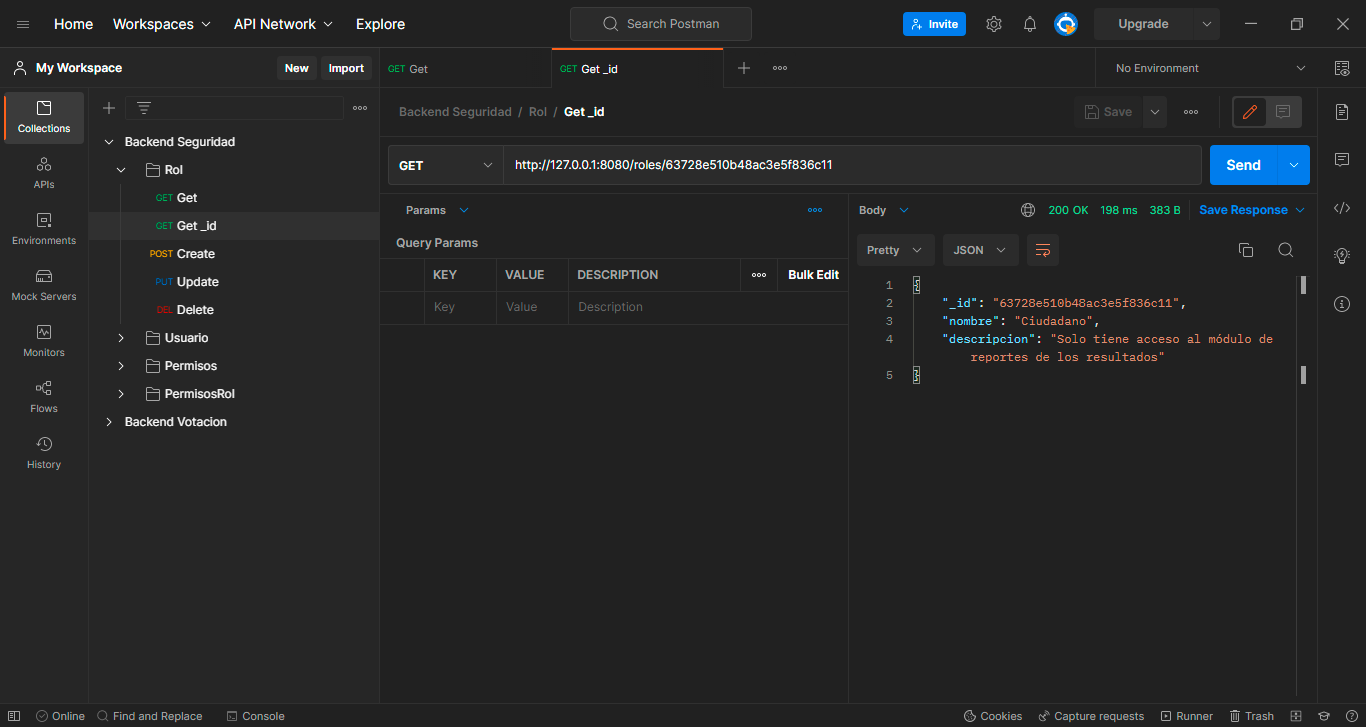 Home Workspaces API Network Explore Search Postman Invite Upgrade
My Workspace New Import GET Get GET Get _id No Environment
Collections
APIs
Environments
Mock Servers
Monitors
Flows
History
Backend Seguridad
Rol
GET Get
GET Get _id
POST Create
PUT Update
DEL Delete
Usuario
Permisos
PermisosRol
Backend Votacion
Backend Seguridad / Rol / Get _id Save
GET http://127.0.0.1:8080/roles/63728e510b48ac3e5f836c11 Send
Params
Query Params
KEY VALUE DESCRIPTION Bulk Edit
Key Value Description
Body 200 OK 198 ms 383 B Save Response
Pretty JSON
1 {
2 "_id": "63728e510b48ac3e5f836c11",
3 "nombre": "Ciudadano",
4 "descripcion": "Solo tiene acceso al módulo de
reportes de los resultados"
5 }
Online Find and Replace Console Cookies Capture requests Runner Trash